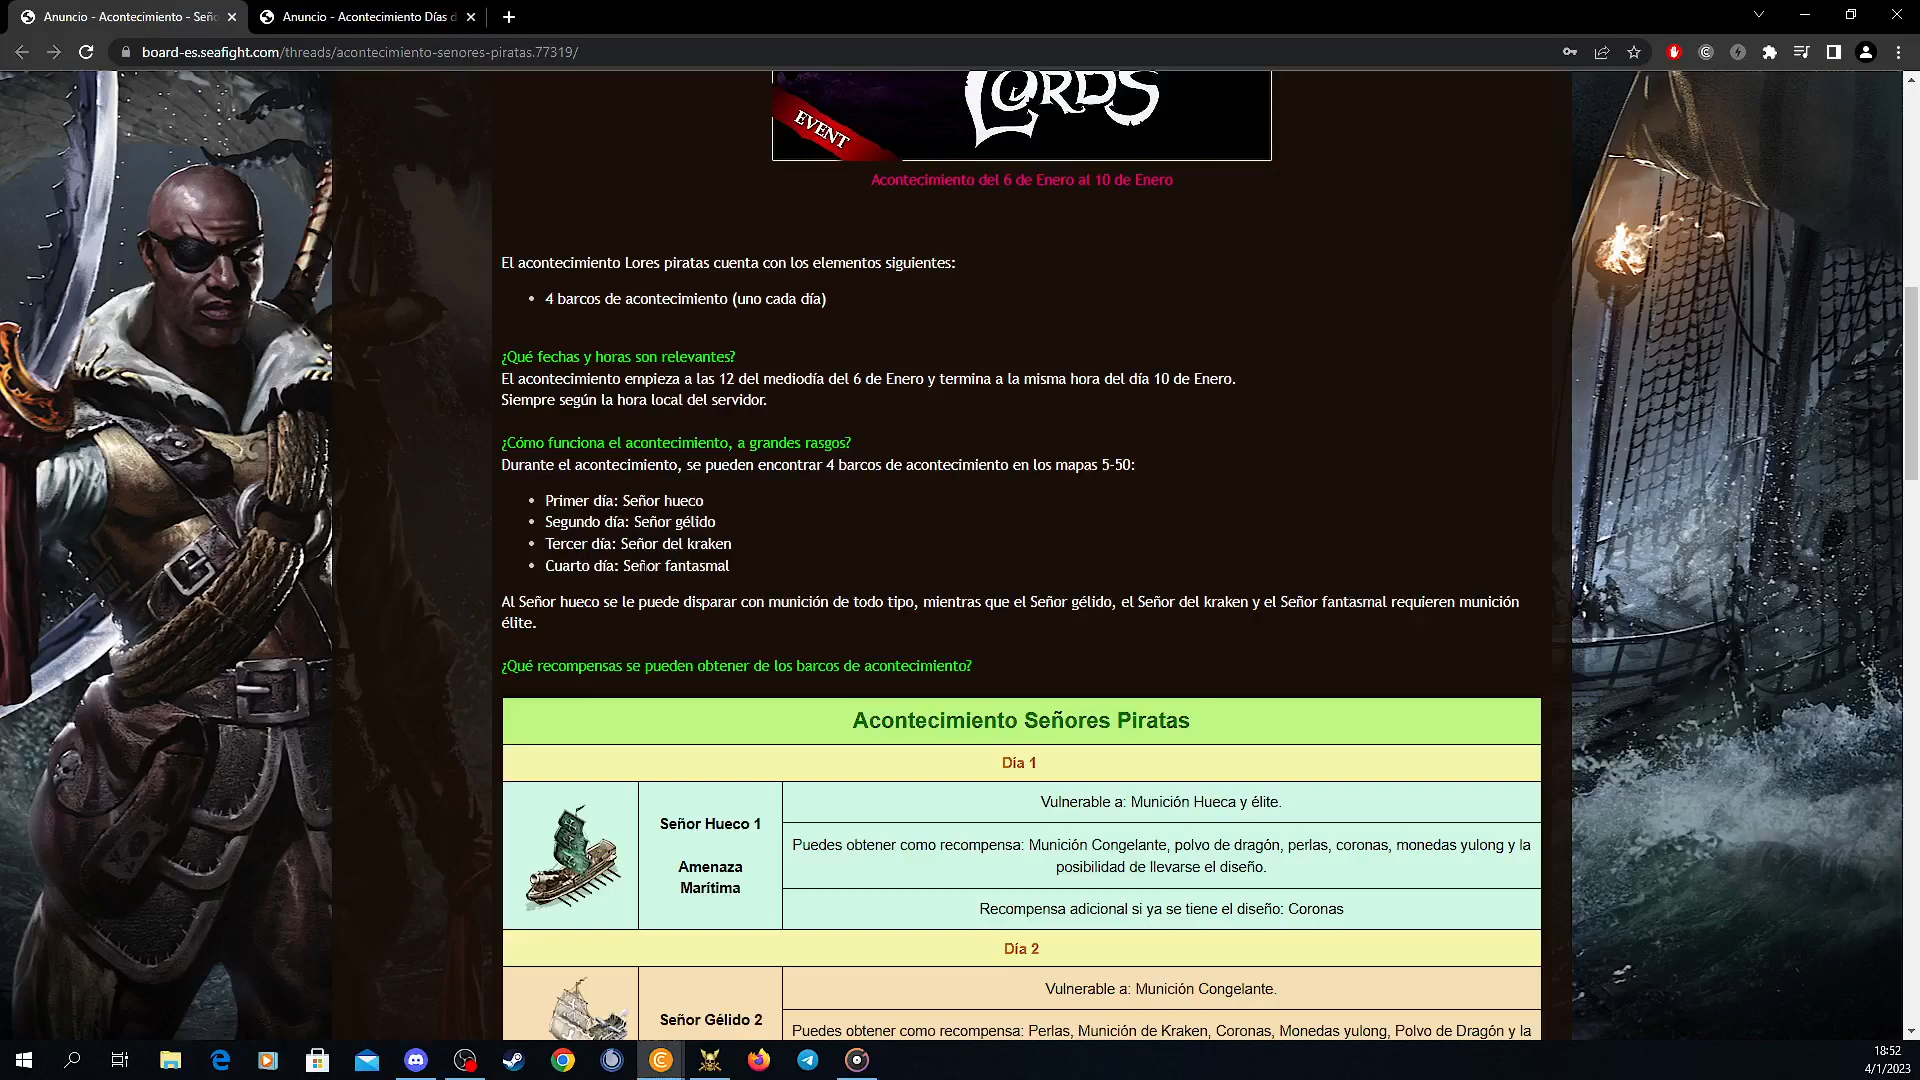 Anuncio - Acontecimiento - Seño
Anuncio - Acontecimiento Días d
board-es.seafight.com/threads/acontecimiento-senores-piratas.77319/
LORDS
EVENT
Acontecimiento del 6 de Enero al 10 de Enero
El acontecimiento Lores piratas cuenta con los elementos siguientes:
• 4 barcos de acontecimiento (uno cada día)
¿Qué fechas y horas son relevantes?
El acontecimiento empieza a las 12 del mediodía del 6 de Enero y termina a la misma hora del día 10 de Enero.
Siempre según la hora local del servidor.
¿Cómo funciona el acontecimiento, a grandes rasgos?
Durante el acontecimiento, se pueden encontrar 4 barcos de acontecimiento en los mapas 5-50:
• Primer día: Señor hueco
• Segundo día: Señor gélido
• Tercer día: Señor del kraken
• Cuarto día: Señor fantasmal
Al Señor hueco se le puede disparar con munición de todo tipo, mientras que el Señor gélido, el Señor del kraken y el Señor fantasmal requieren munición
élite.
¿Qué recompensas se pueden obtener de los barcos de acontecimiento?
Acontecimiento Señores Piratas
Día 1
Señor Hueco 1
Amenaza
Marítima
Vulnerable a: Munición Hueca y élite.
Puedes obtener como recompensa: Munición Congelante, polvo de dragón, perlas, coronas, monedas yulong y la
posibilidad de llevarse el diseño.
Recompensa adicional si ya se tiene el diseño: Coronas
Día 2
Señor Gélido 2
Vulnerable a: Munición Congelante.
Puedes obtener como recompensa: Perlas, Munición de Kraken, Coronas, Monedas yulong, Polvo de Dragón y la
18:52
4/1/2023